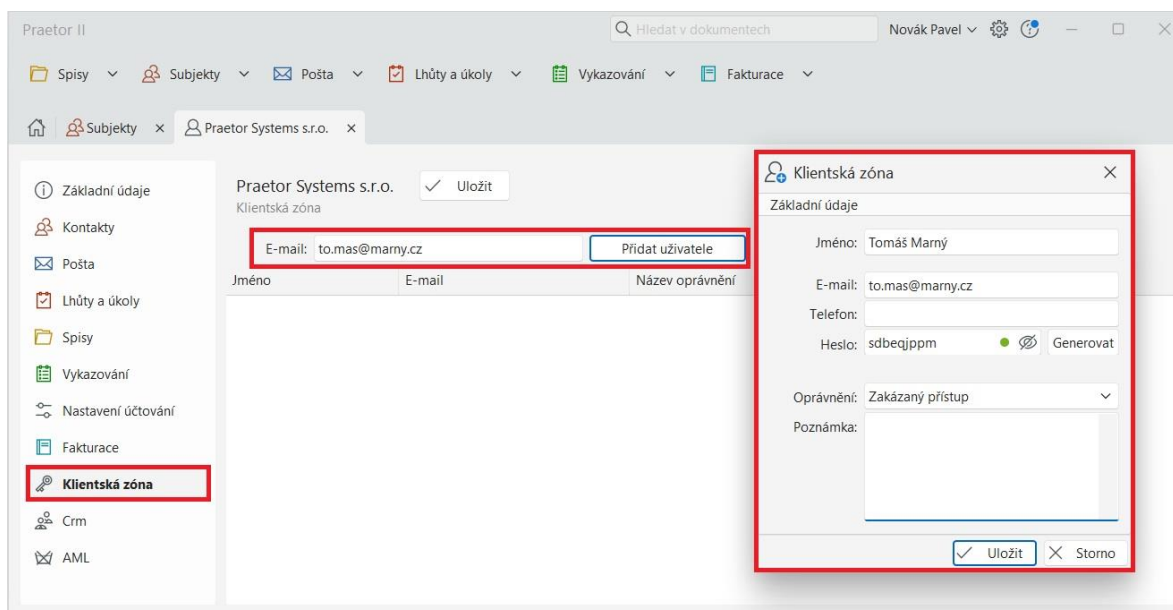 Praetor II
Hledat v dokumentech
Novák Pavel
Spisy Subjekty Pošta Lhůty a úkoly Vykazování Fakturace
Subjekty Praetor Systems s.r.o.
Základní údaje
Kontakty
Pošta
Lhůty a úkoly
Spisy
Vykazování
Nastavení účtování
Fakturace
Klientská zóna
Crm
AML
Praetor Systems s.r.o. Uložit
Klientská zóna
E-mail: to.mas@marny.cz Přidat uživatele
Jméno E-mail Název oprávnění
Klientská zóna
Základní údaje
Jméno: Tomáš Marný
E-mail: to.mas@marny.cz
Telefon:
Heslo: sdbeqjppm Generovat
Oprávnění: Zakázaný přístup
Poznámka:
Uložit Storno